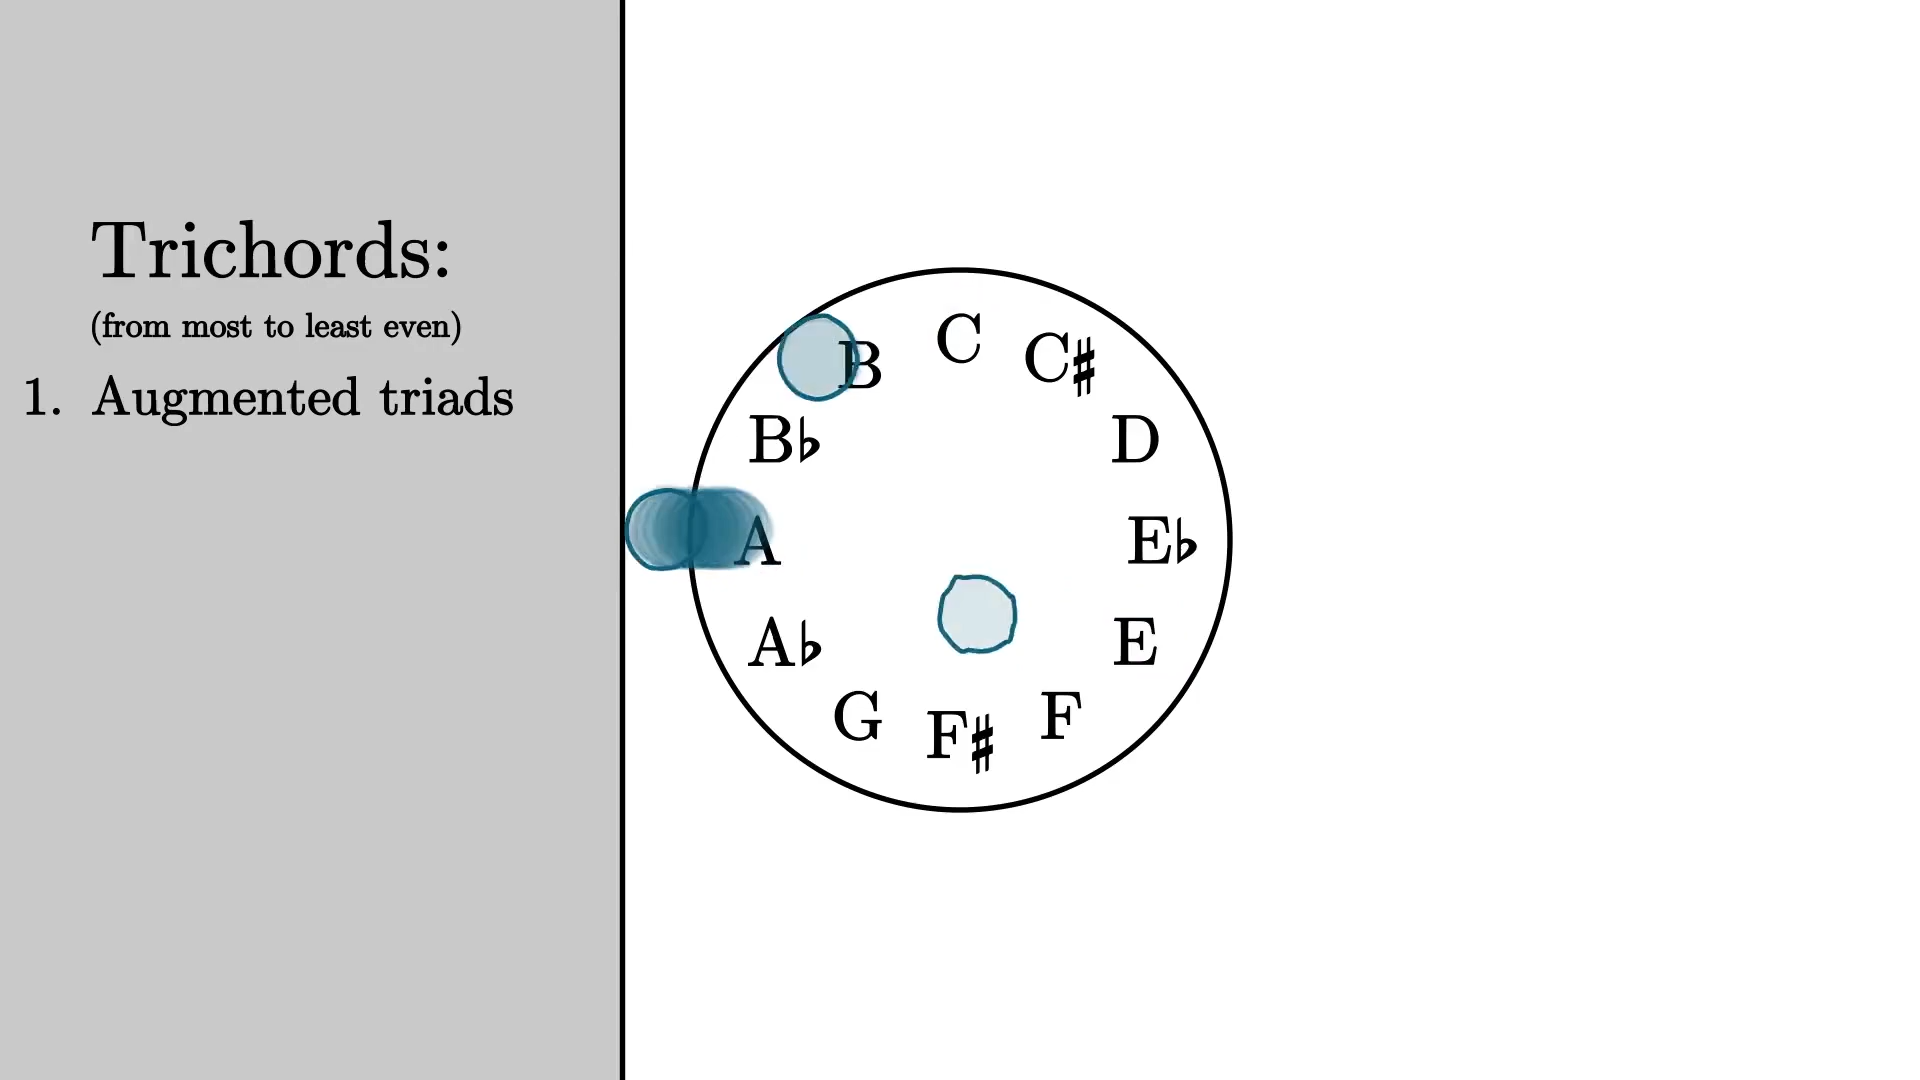 Trichords:
(from most to least even)
1. Augmented triads
C
C♯
D
E♭
E
F
F♯
G
A♭
A
B♭
B